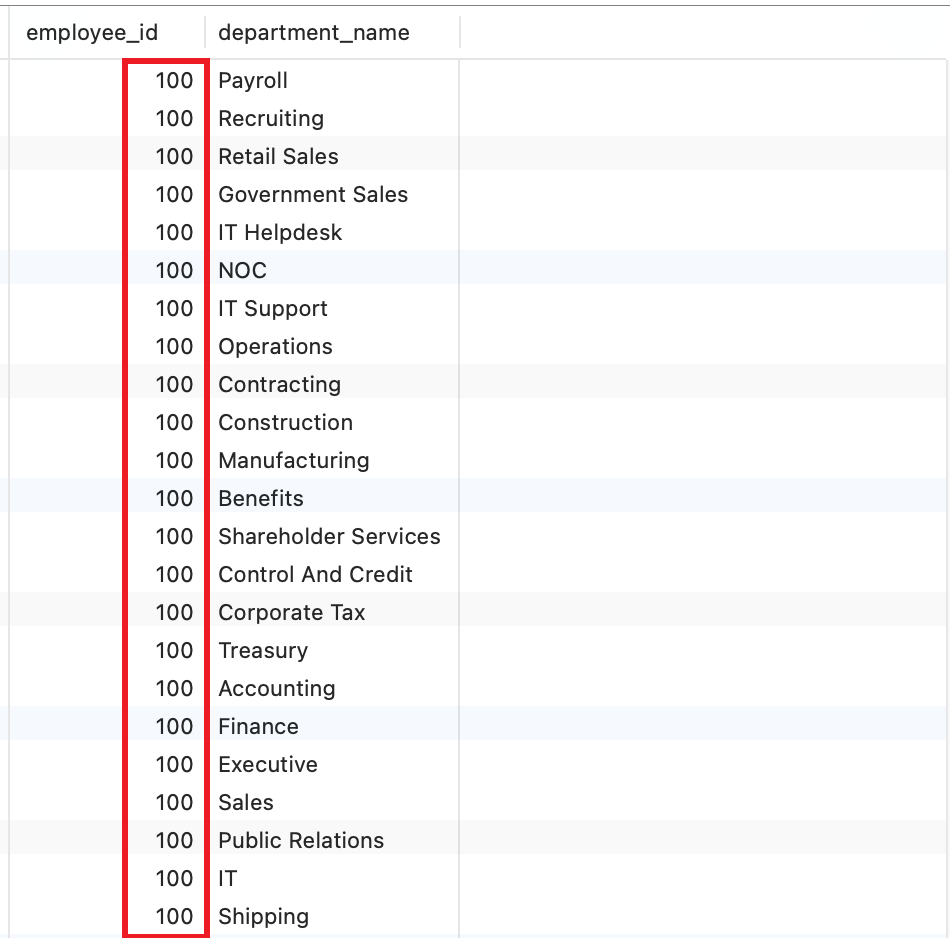 employee_id department_name
100 Payroll
100 Recruiting
100 Retail Sales
100 Government Sales
100 IT Helpdesk
100 NOC
100 IT Support
100 Operations
100 Contracting
100 Construction
100 Manufacturing
100 Benefits
100 Shareholder Services
100 Control And Credit
100 Corporate Tax
100 Treasury
100 Accounting
100 Finance
100 Executive
100 Sales
100 Public Relations
100 IT
100 Shipping